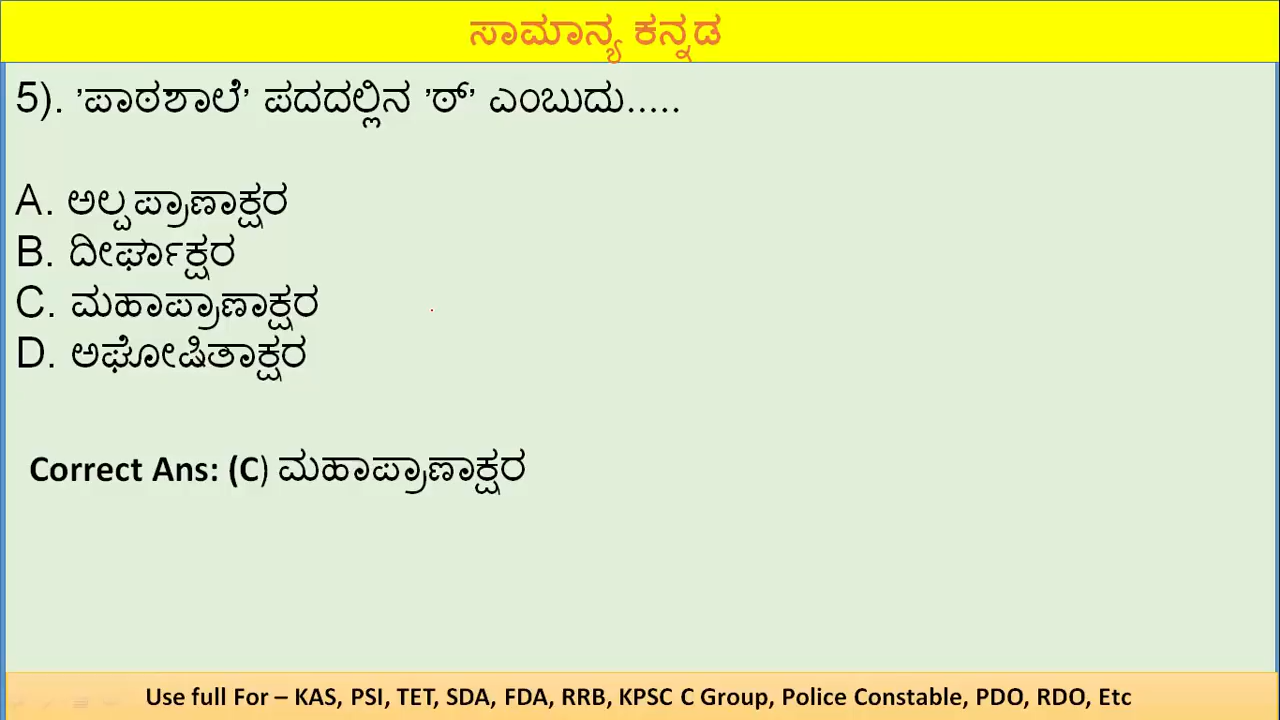 ಸಾಮಾನ್ಯ ಕನ್ನಡ
5). 'ಪಾಠಶಾಲೆ' ಪದದಲ್ಲಿನ 'ಠ್' ಎಂಬುದು.....
A. ಅಲ್ಪಪ್ರಾಣಾಕ್ಷರ
B. ದೀರ್ಘಾಕ್ಷರ
C. ಮಹಾಪ್ರಾಣಾಕ್ಷರ
D. ಅಘೋಷಿತಾಕ್ಷರ
Correct Ans: (C) ಮಹಾಪ್ರಾಣಾಕ್ಷರ
Use full For – KAS, PSI, TET, SDA, FDA, RRB, KPSC C Group, Police Constable, PDO, RDO, Etc